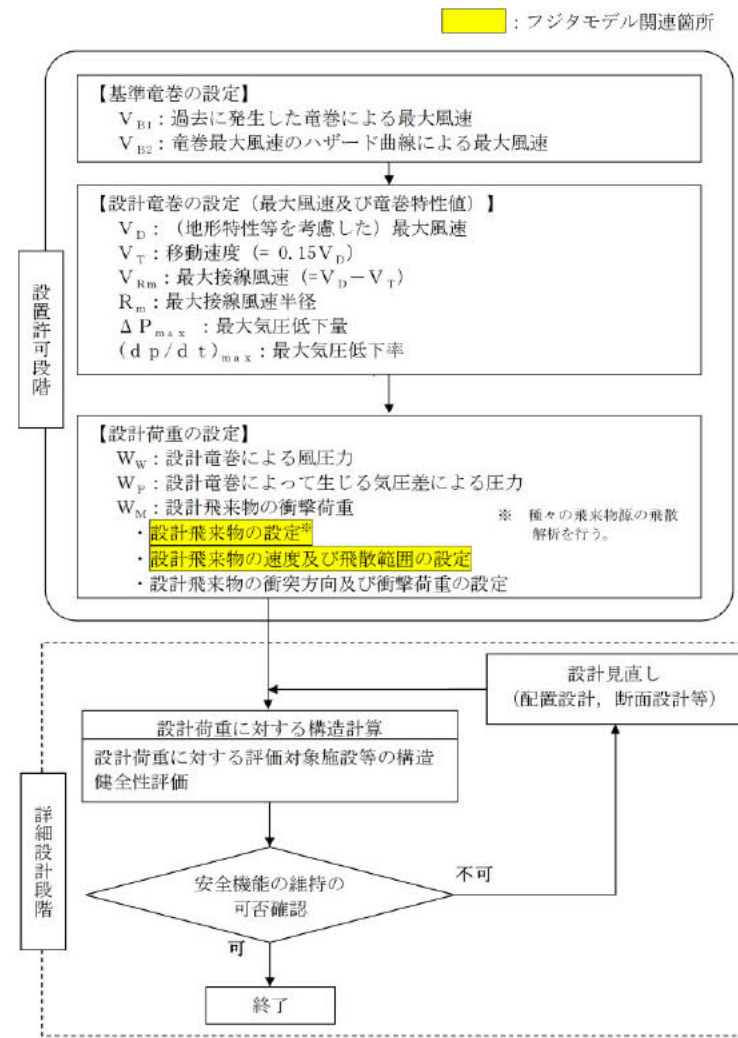 ：フジタモデル関連箇所
【基準竜巻の設定】
V_B1：過去に発生した竜巻による最大風速
V_B2：竜巻最大風速のハザード曲線による最大風速
【設計竜巻の設定（最大風速及び竜巻特性値）】
V_D：（地形特性等を考慮した）最大風速
V_T：移動速度（= 0.15V_D）
V_Rm：最大接線風速（=V_D－V_T）
R_m：最大接線風速半径
ΔP_max ：最大気圧低下量
(dp/dt)_max：最大気圧低下率
設置許可段階
【設計荷重の設定】
W_W：設計竜巻による風圧力
W_P：設計竜巻によって生じる気圧差による圧力
W_M：設計飛来物の衝撃荷重
・設計飛来物の設定※
・設計飛来物の速度及び飛散範囲の設定
・設計飛来物の衝突方向及び衝撃荷重の設定
※ 種々の飛来物源の飛散
解析を行う。
設計見直し
（配置設計，断面設計等）
設計荷重に対する構造計算
設計荷重に対する評価対象施設等の構造
健全性評価
詳細設計段階
安全機能の維持の
可否確認
不可
可
終了